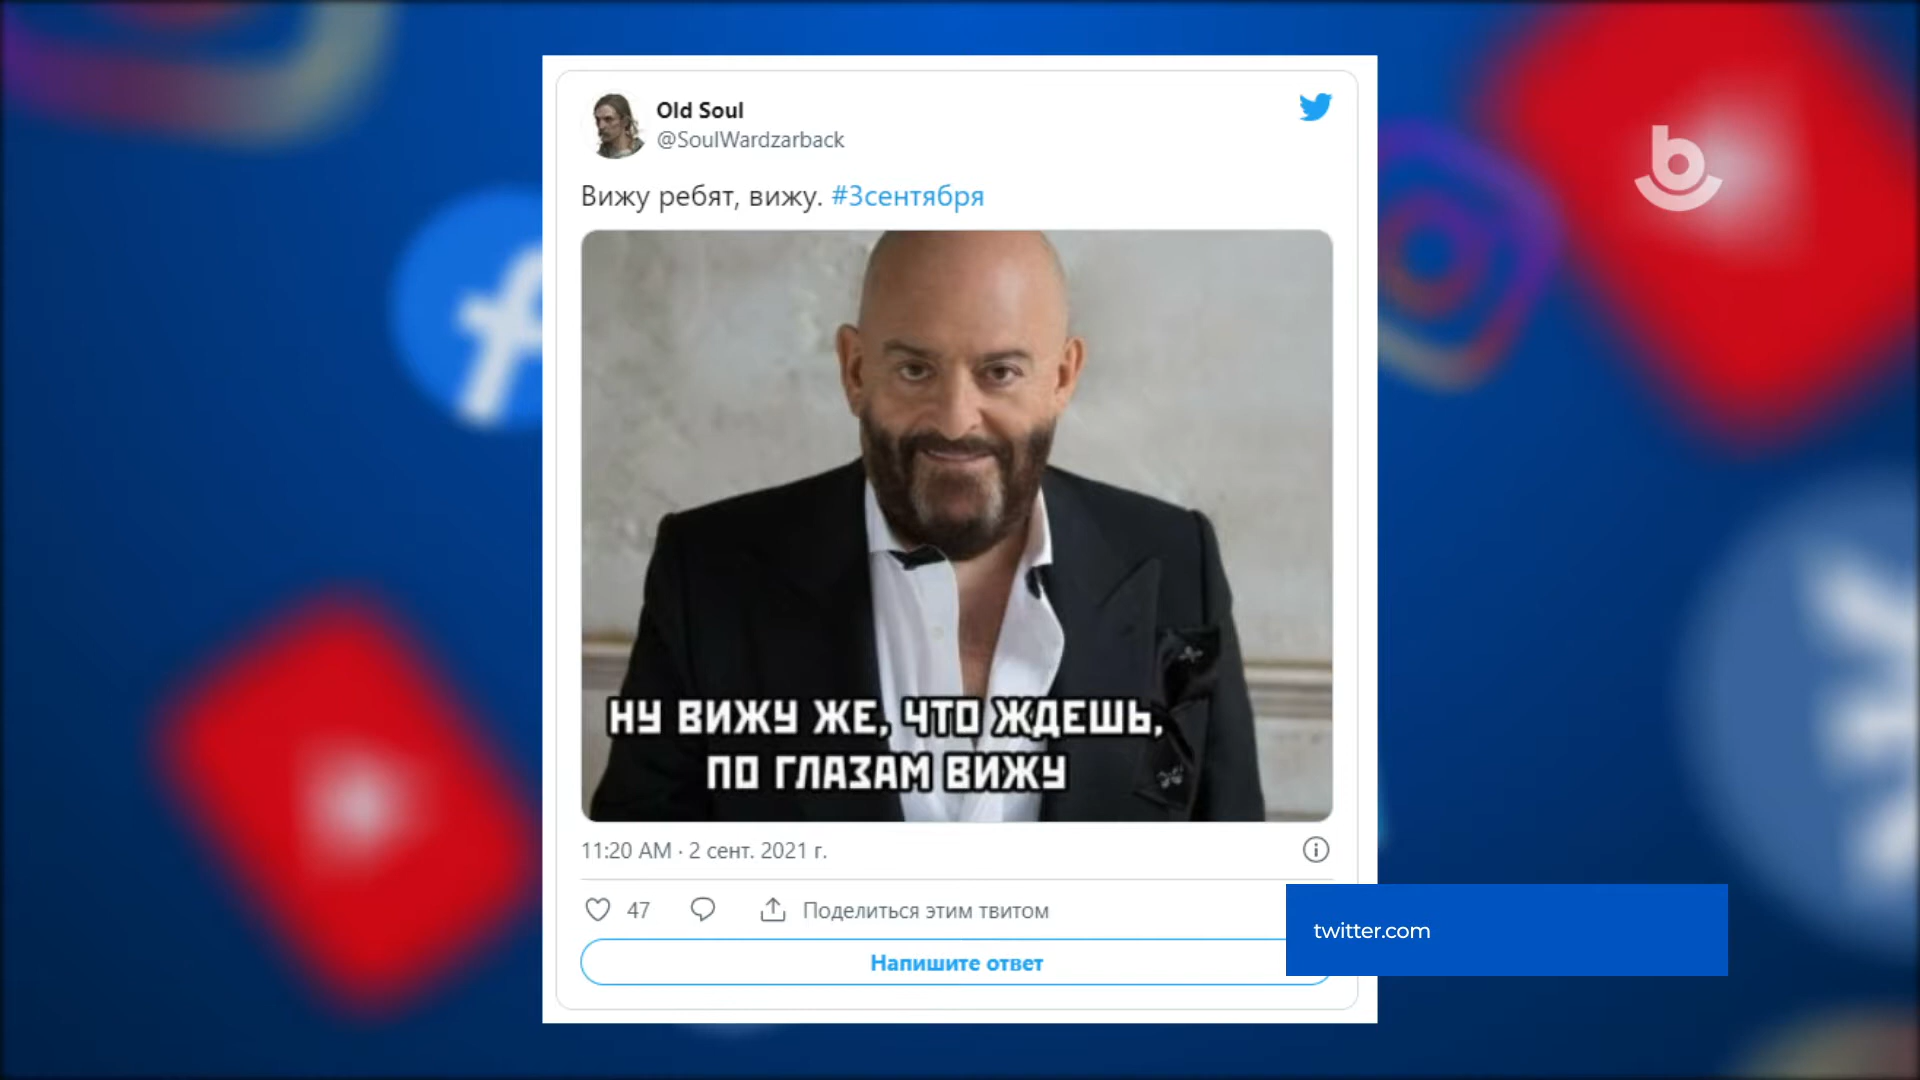 Old Soul
@SoulWardzarback
Вижу ребят, вижу. #3сентября
НУ ВИЖУ ЖЕ, ЧТО ЖДЕШЬ,
ПО ГЛАЗАМ ВИЖУ
11:20 AM · 2 сент. 2021 г.
47
Поделиться этим твитом
Напишите ответ
twitter.com
b